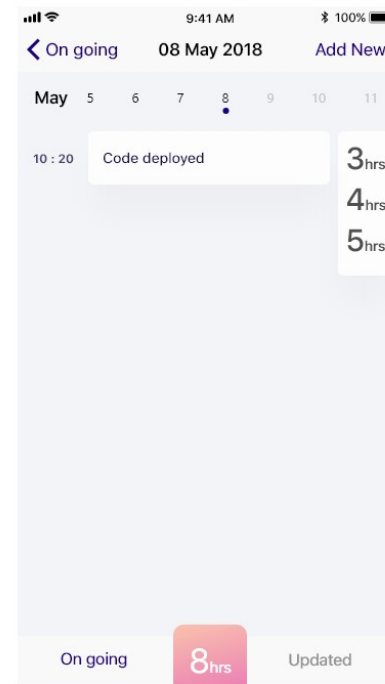 9:41 AM 100%
On going 08 May 2018 Add New
May 5 6 7 8 9 10 11
10 : 20 Code deployed 3hrs
4hrs
5hrs
On going 8hrs Updated